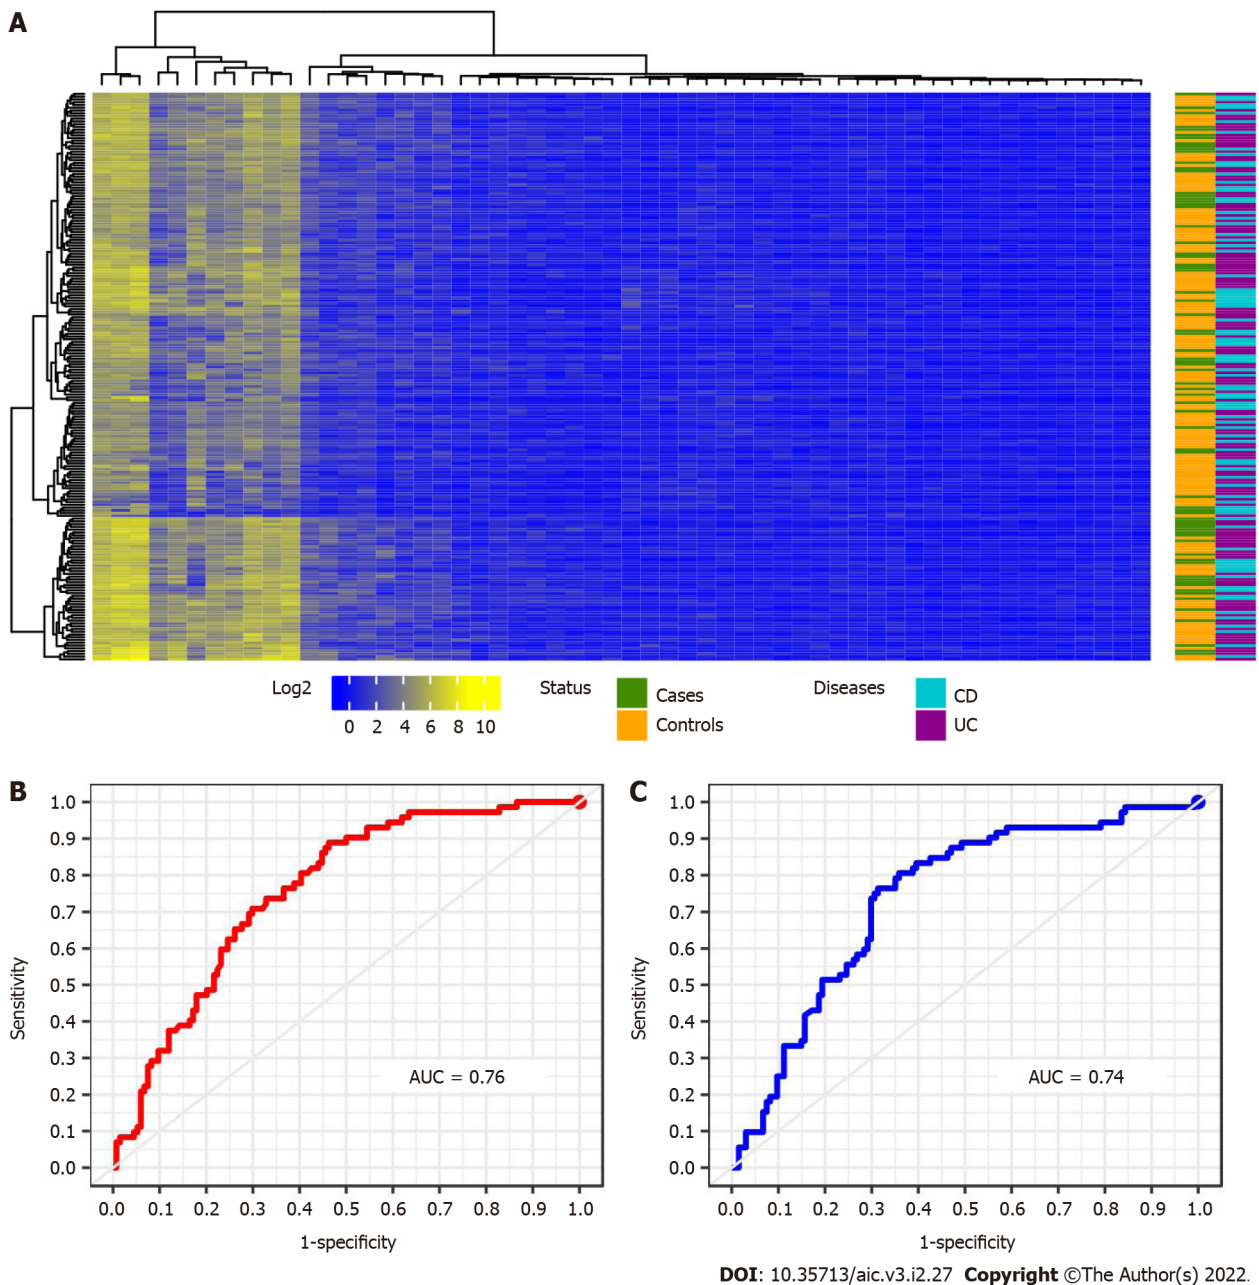 A
Log2
0 2 4 6 8 10
Status
Cases
Controls
Diseases
CD
UC
B
Sensitivity
1.0
0.9
0.8
0.7
0.6
0.5
0.4
0.3
0.2
0.1
0.0
AUC = 0.76
0.0 0.1 0.2 0.3 0.4 0.5 0.6 0.7 0.8 0.9 1.0
1-specificity
C
Sensitivity
1.0
0.9
0.8
0.7
0.6
0.5
0.4
0.3
0.2
0.1
0.0
AUC = 0.74
0.0 0.1 0.2 0.3 0.4 0.5 0.6 0.7 0.8 0.9 1.0
1-specificity
DOI: 10.35713/aic.v3.i2.27 Copyright ©The Author(s) 2022.